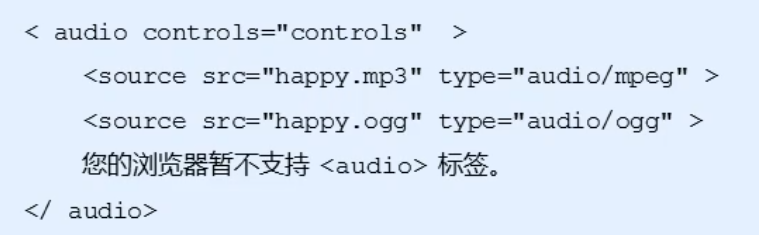 < audio controls="controls"  >
<source src="happy.mp3" type="audio/mpeg" >
<source src="happy.ogg" type="audio/ogg" >
您的浏览器暂不支持 <audio> 标签。
</ audio>